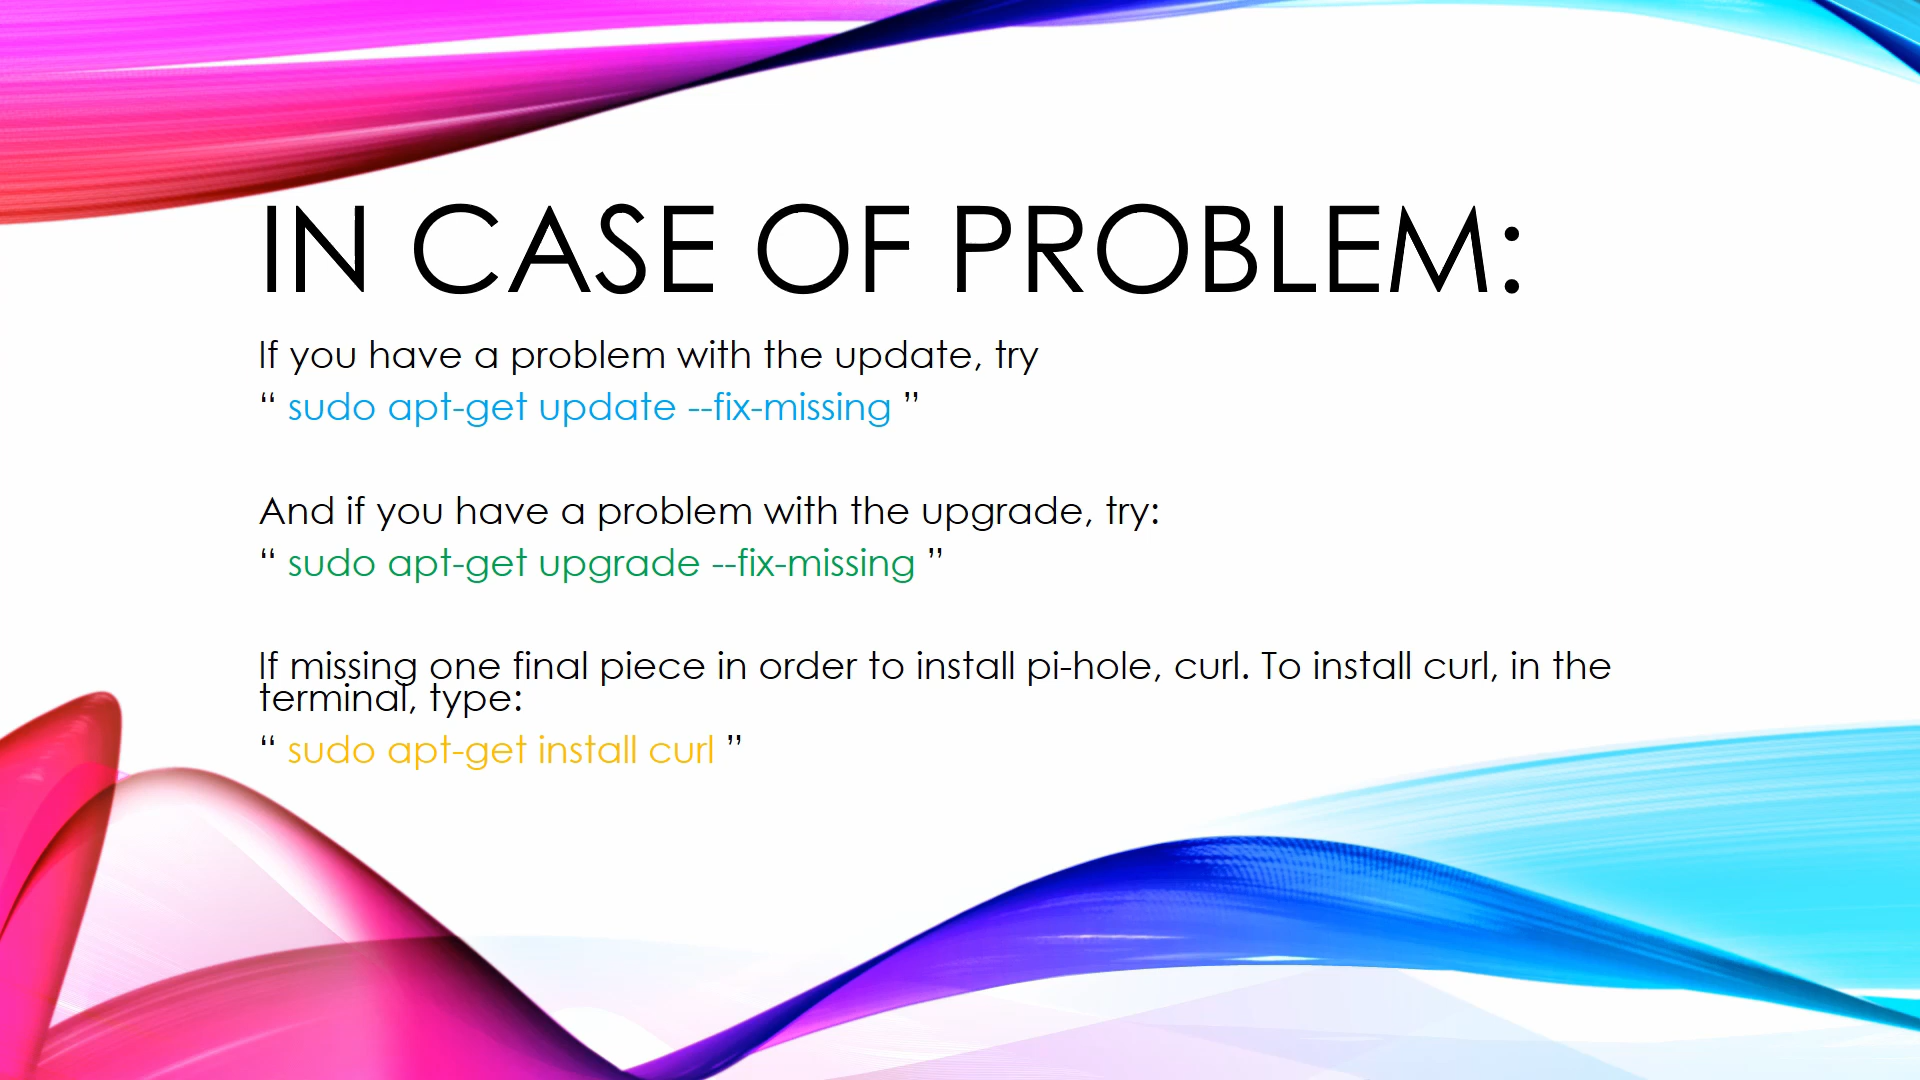 IN CASE OF PROBLEM:
If you have a problem with the update, try
“ sudo apt-get update --fix-missing ”
And if you have a problem with the upgrade, try:
“ sudo apt-get upgrade --fix-missing ”
If missing one final piece in order to install pi-hole, curl. To install curl, in the
terminal, type:
“ sudo apt-get install curl ”